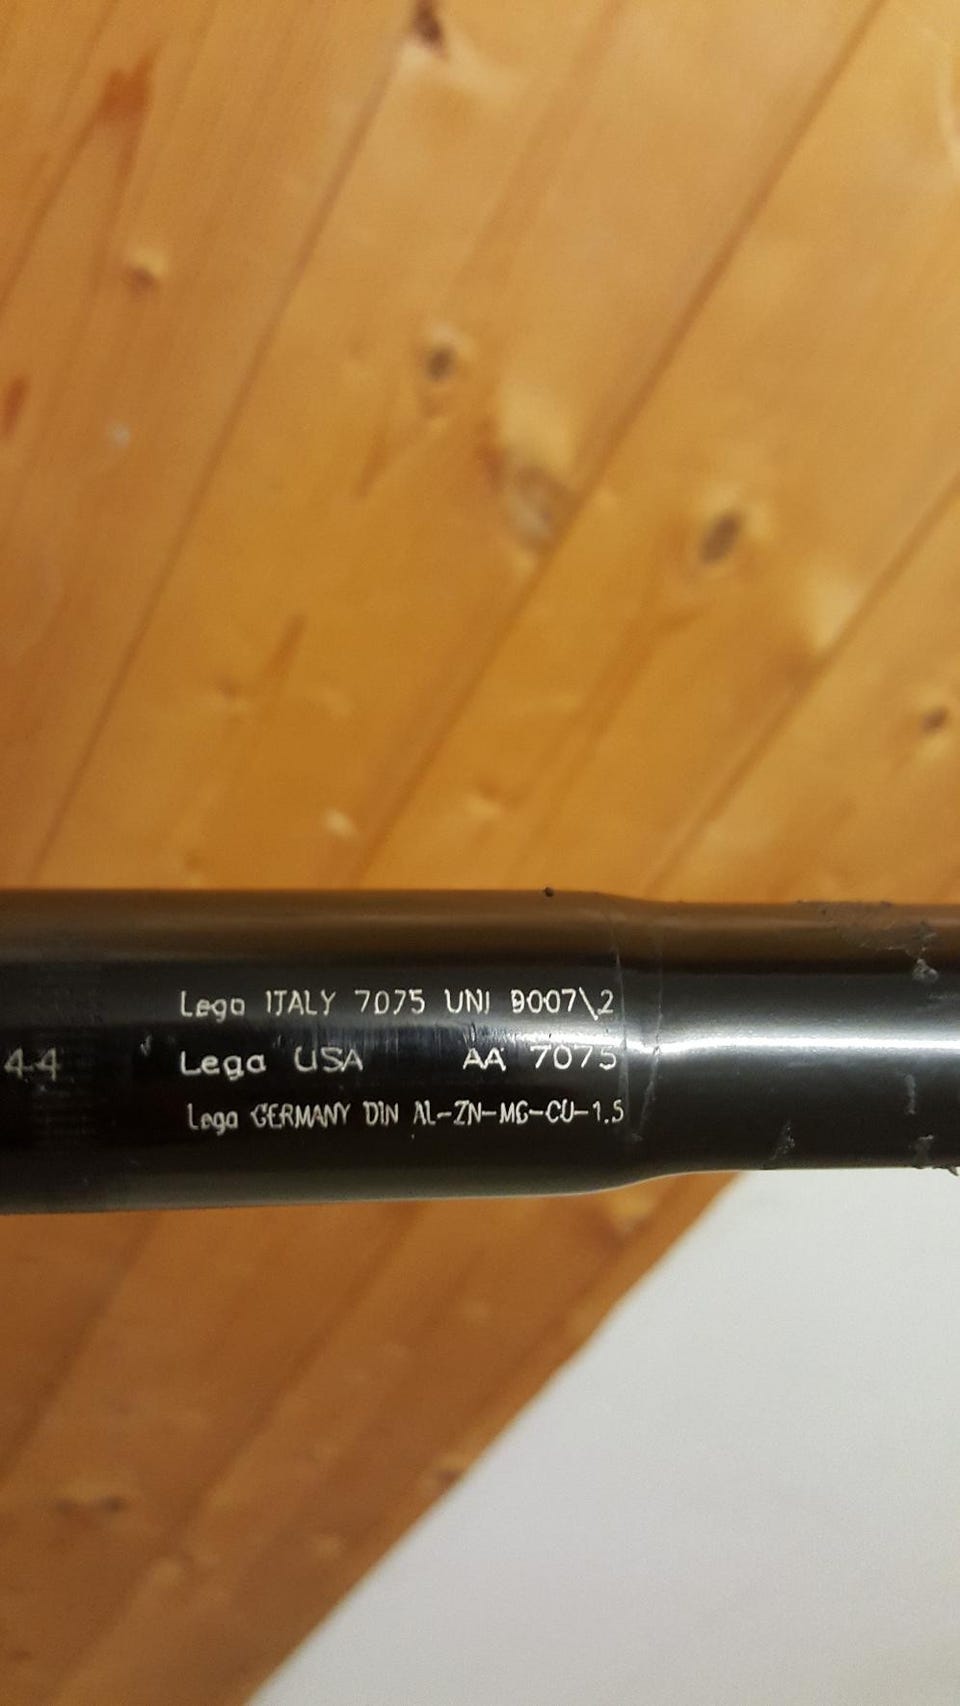 Lega ITALY 7075 UNI 9007\2
44 Lega USA AA 7075
Lega GERMANY DIN AL-ZN-MG-CU-1.5